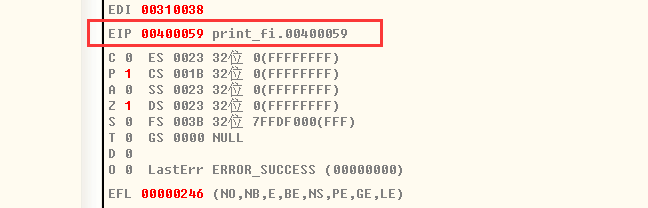 EDI 00310038
EIP 00400059 print_fi.00400059
C 0 ES 0023 32位 0(FFFFFFFF)
P 1 CS 001B 32位 0(FFFFFFFF)
A 0 SS 0023 32位 0(FFFFFFFF)
Z 1 DS 0023 32位 0(FFFFFFFF)
S 0 FS 003B 32位 7FFDF000(FFF)
T 0 GS 0000 NULL
D 0
O 0 LastErr ERROR_SUCCESS (00000000)
EFL 00000246 (NO,NB,E,BE,NS,PE,GE,LE)